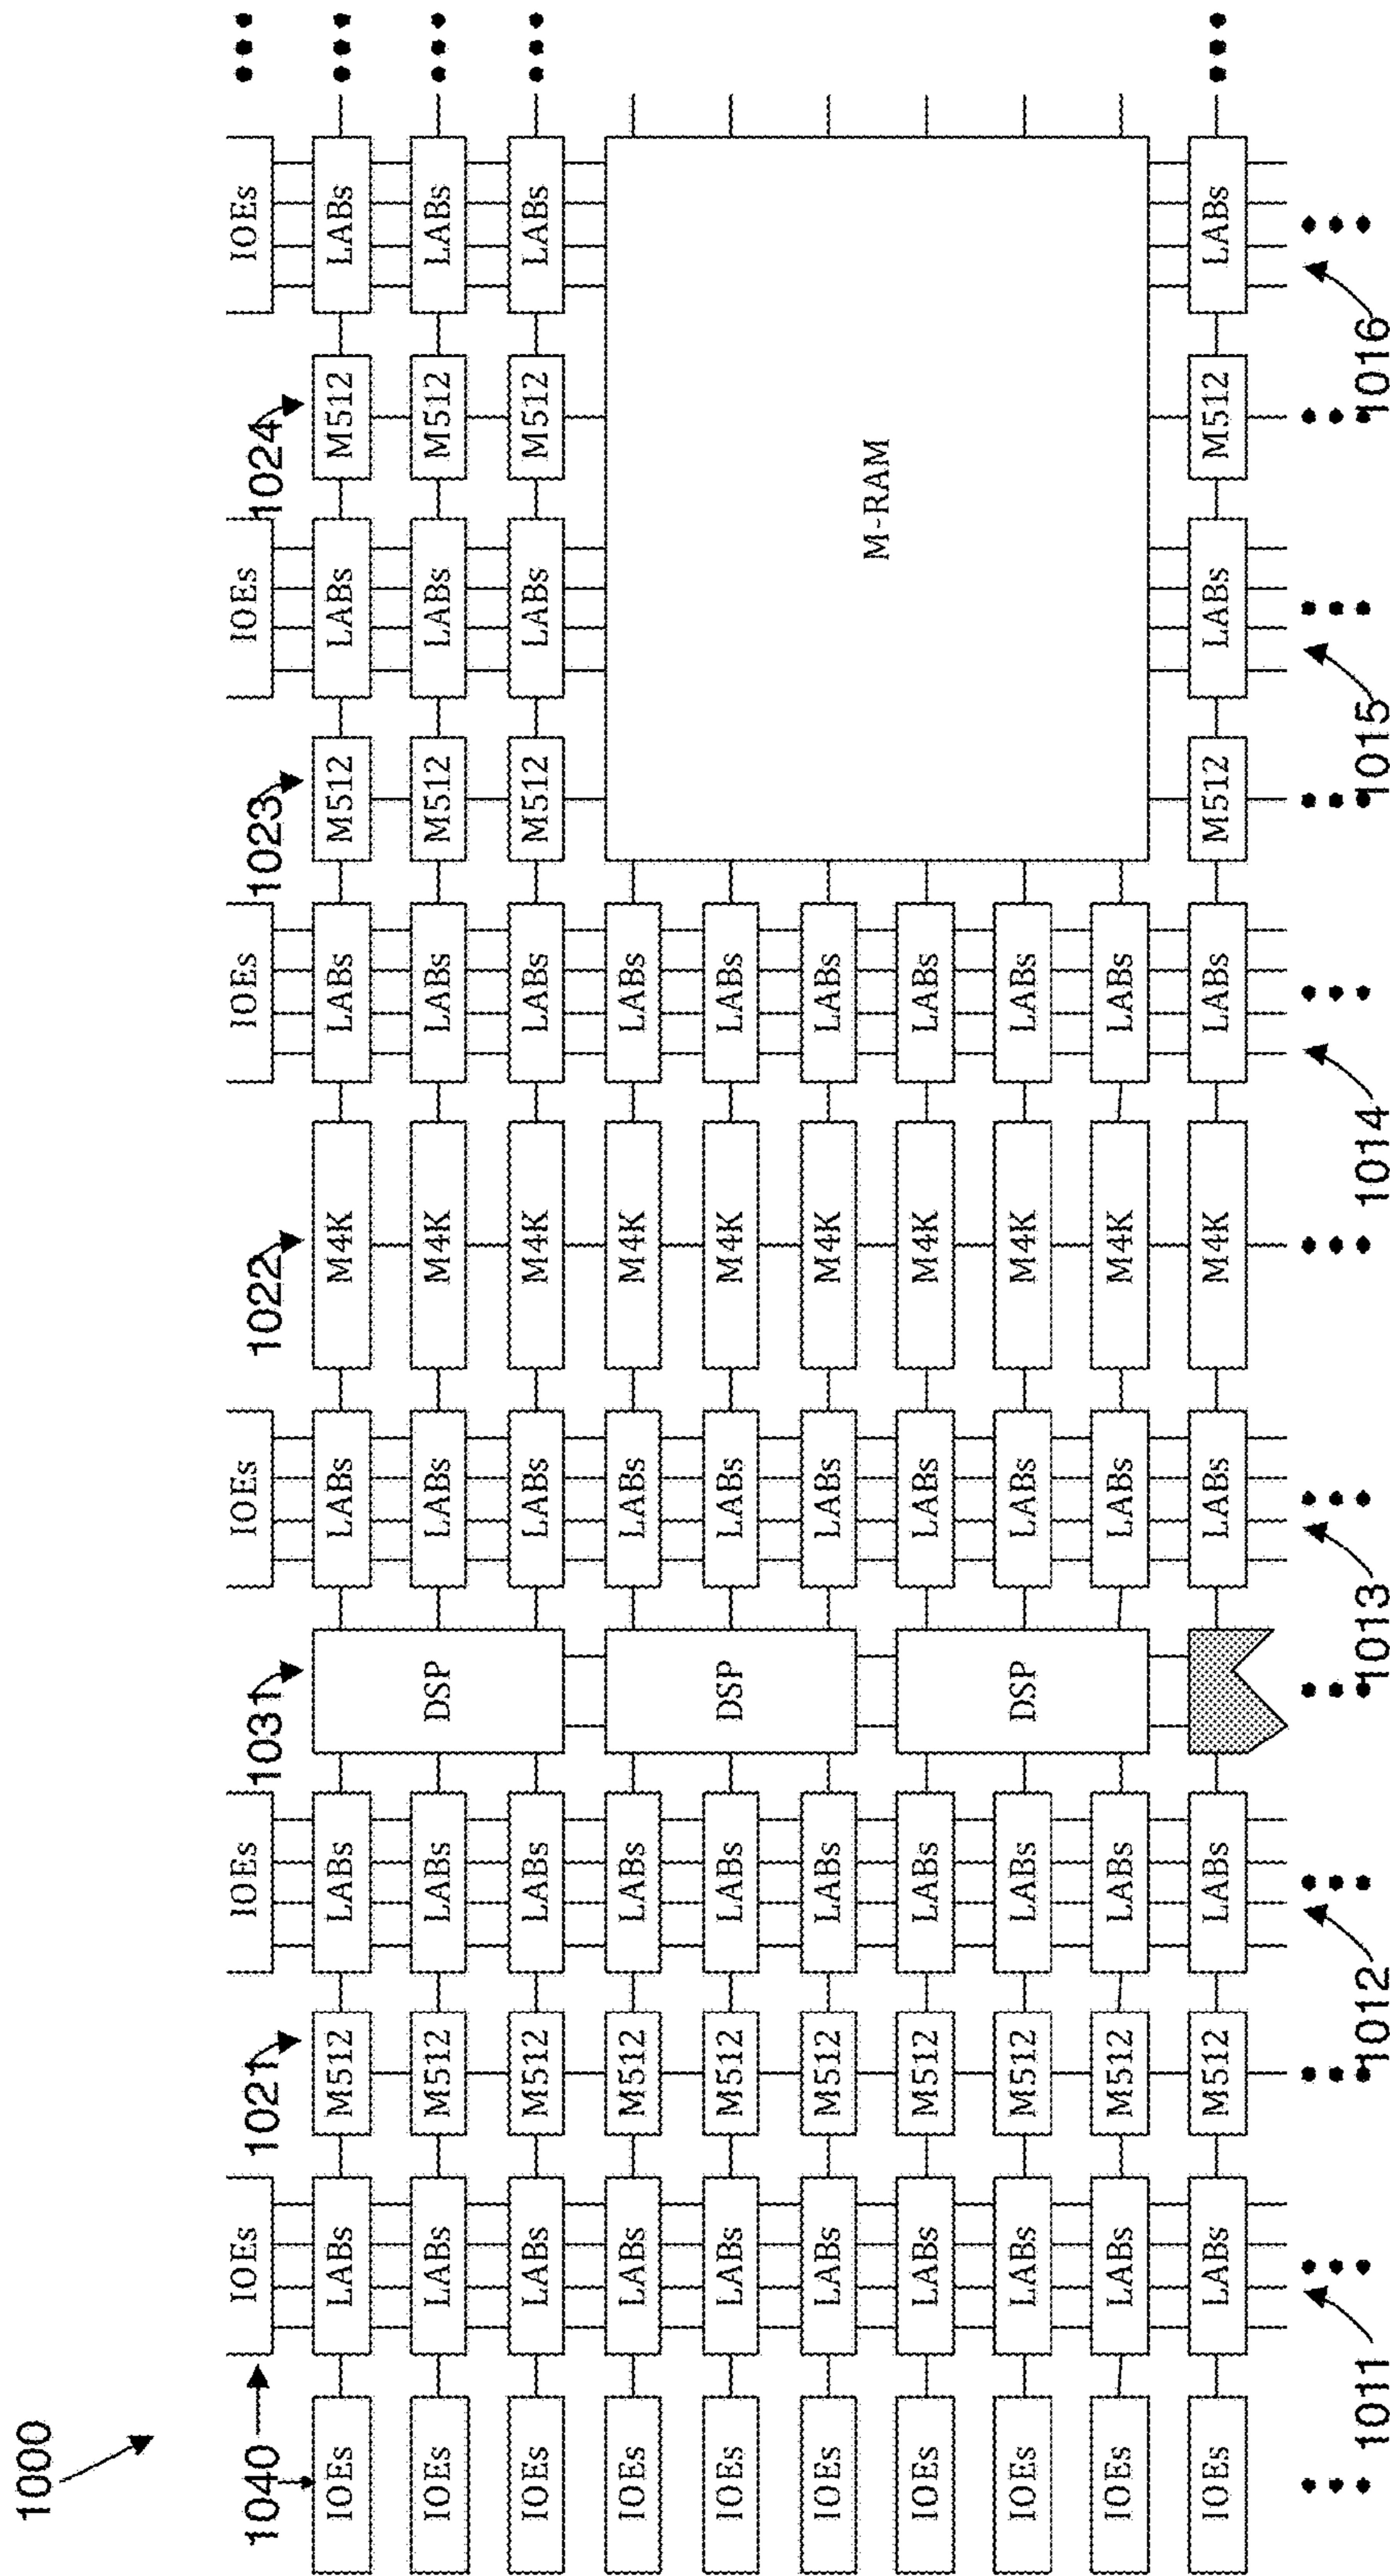 1000
IOEs IOEs IOEs IOEs IOEs IOEs
1040 1021 1031 1022 1023 1024
IOEs LABs M512 LABs LABs M4K LABs M512 LABs M512 LABs
IOEs LABs M512 LABs DSP LABs M4K LABs M512 LABs M512 LABs
IOEs LABs M512 LABs LABs M4K LABs M512 LABs M512 LABs
IOEs LABs M512 LABs LABs M4K LABs
IOEs LABs M512 LABs DSP LABs M4K LABs
IOEs LABs M512 LABs LABs M4K LABs
M-RAM
IOEs LABs M512 LABs LABs M4K LABs
IOEs LABs M512 LABs DSP LABs M4K LABs
IOEs LABs M512 LABs LABs M4K LABs
IOEs LABs M512 LABs LABs M4K LABs M512 LABs M512 LABs
1011 1012 1013 1014 1015 1016